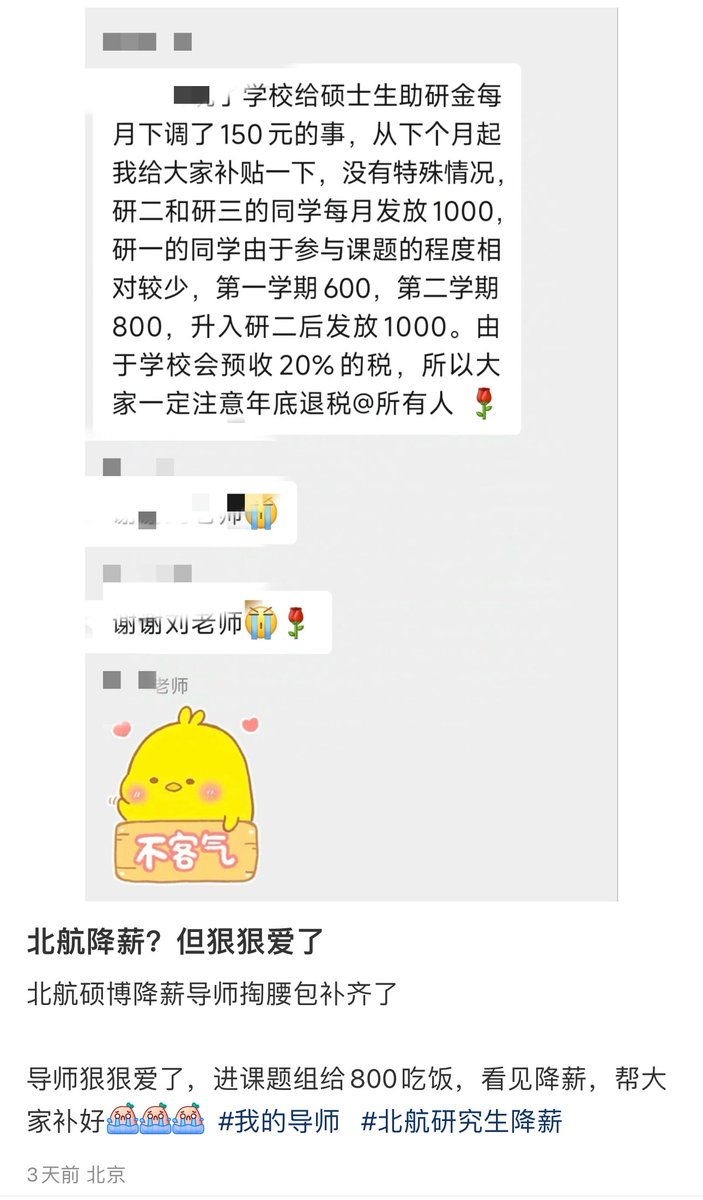 学校给硕士生助研金每
月下调了150元的事，从下个月起
我给大家补贴一下，没有特殊情况，
研二和研三的同学每月发放1000，
研一的同学由于参与课题的程度相
对较少，第一学期600，第二学期
800，升入研二后发放1000。由
于学校会预收20%的税，所以大
家一定注意年底退税@所有人 🌹
😭
谢谢刘老师😭🌹
老师
不客气
北航降薪？但狠狠爱了
北航硕博降薪导师掏腰包补齐了
导师狠狠爱了，进课题组给800吃饭，看见降薪，帮大
家补好 #我的导师 #北航研究生降薪
3天前 北京